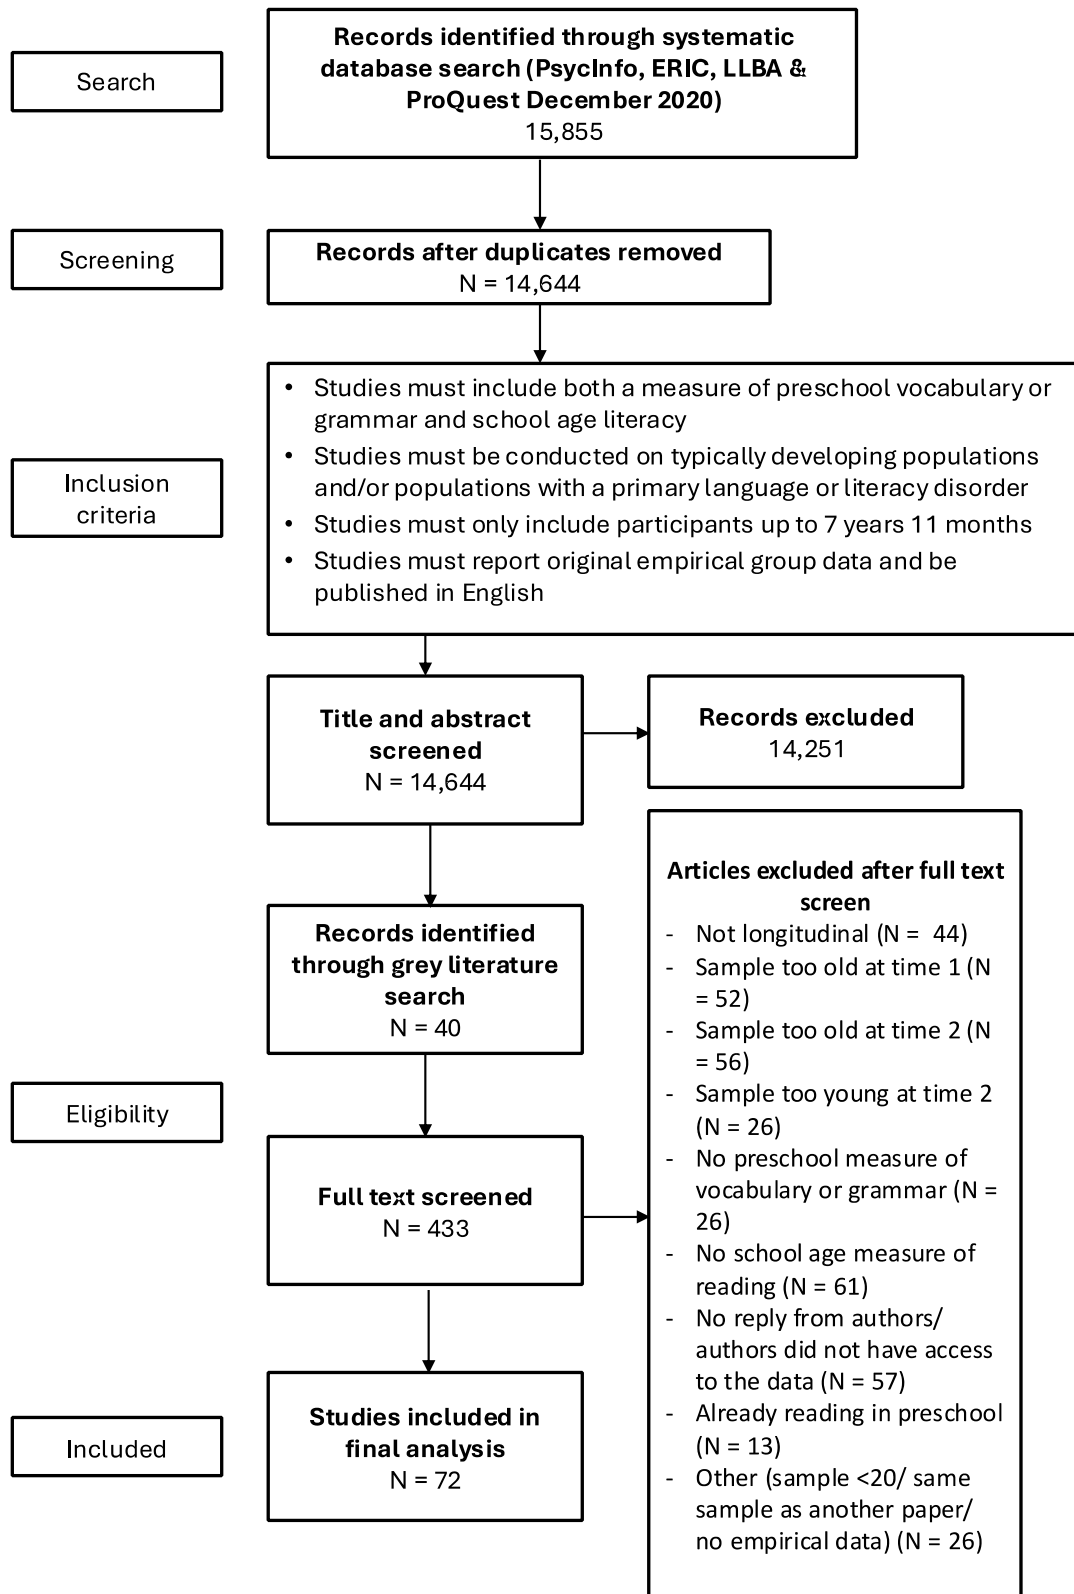 Search
Records identified through systematic
database search (PsycInfo, ERIC, LLBA &
ProQuest December 2020)
15,855
Screening
Records after duplicates removed
N = 14,644
Inclusion
criteria
• Studies must include both a measure of preschool vocabulary or
grammar and school age literacy
• Studies must be conducted on typically developing populations
and/or populations with a primary language or literacy disorder
• Studies must only include participants up to 7 years 11 months
• Studies must report original empirical group data and be
published in English
Title and abstract
screened
N = 14,644
Records excluded
14,251
Records identified
through grey literature
search
N = 40
Eligibility
Full text screened
N = 433
Articles excluded after full text
screen
- Not longitudinal (N =  44)
- Sample too old at time 1 (N
= 52)
- Sample too old at time 2 (N
= 56)
- Sample too young at time 2
(N = 26)
- No preschool measure of
vocabulary or grammar (N =
26)
- No school age measure of
reading (N = 61)
- No reply from authors/
authors did not have access
to the data (N = 57)
- Already reading in preschool
(N = 13)
- Other (sample <20/ same
sample as another paper/
no empirical data) (N = 26)
Included
Studies included in
final analysis
N = 72